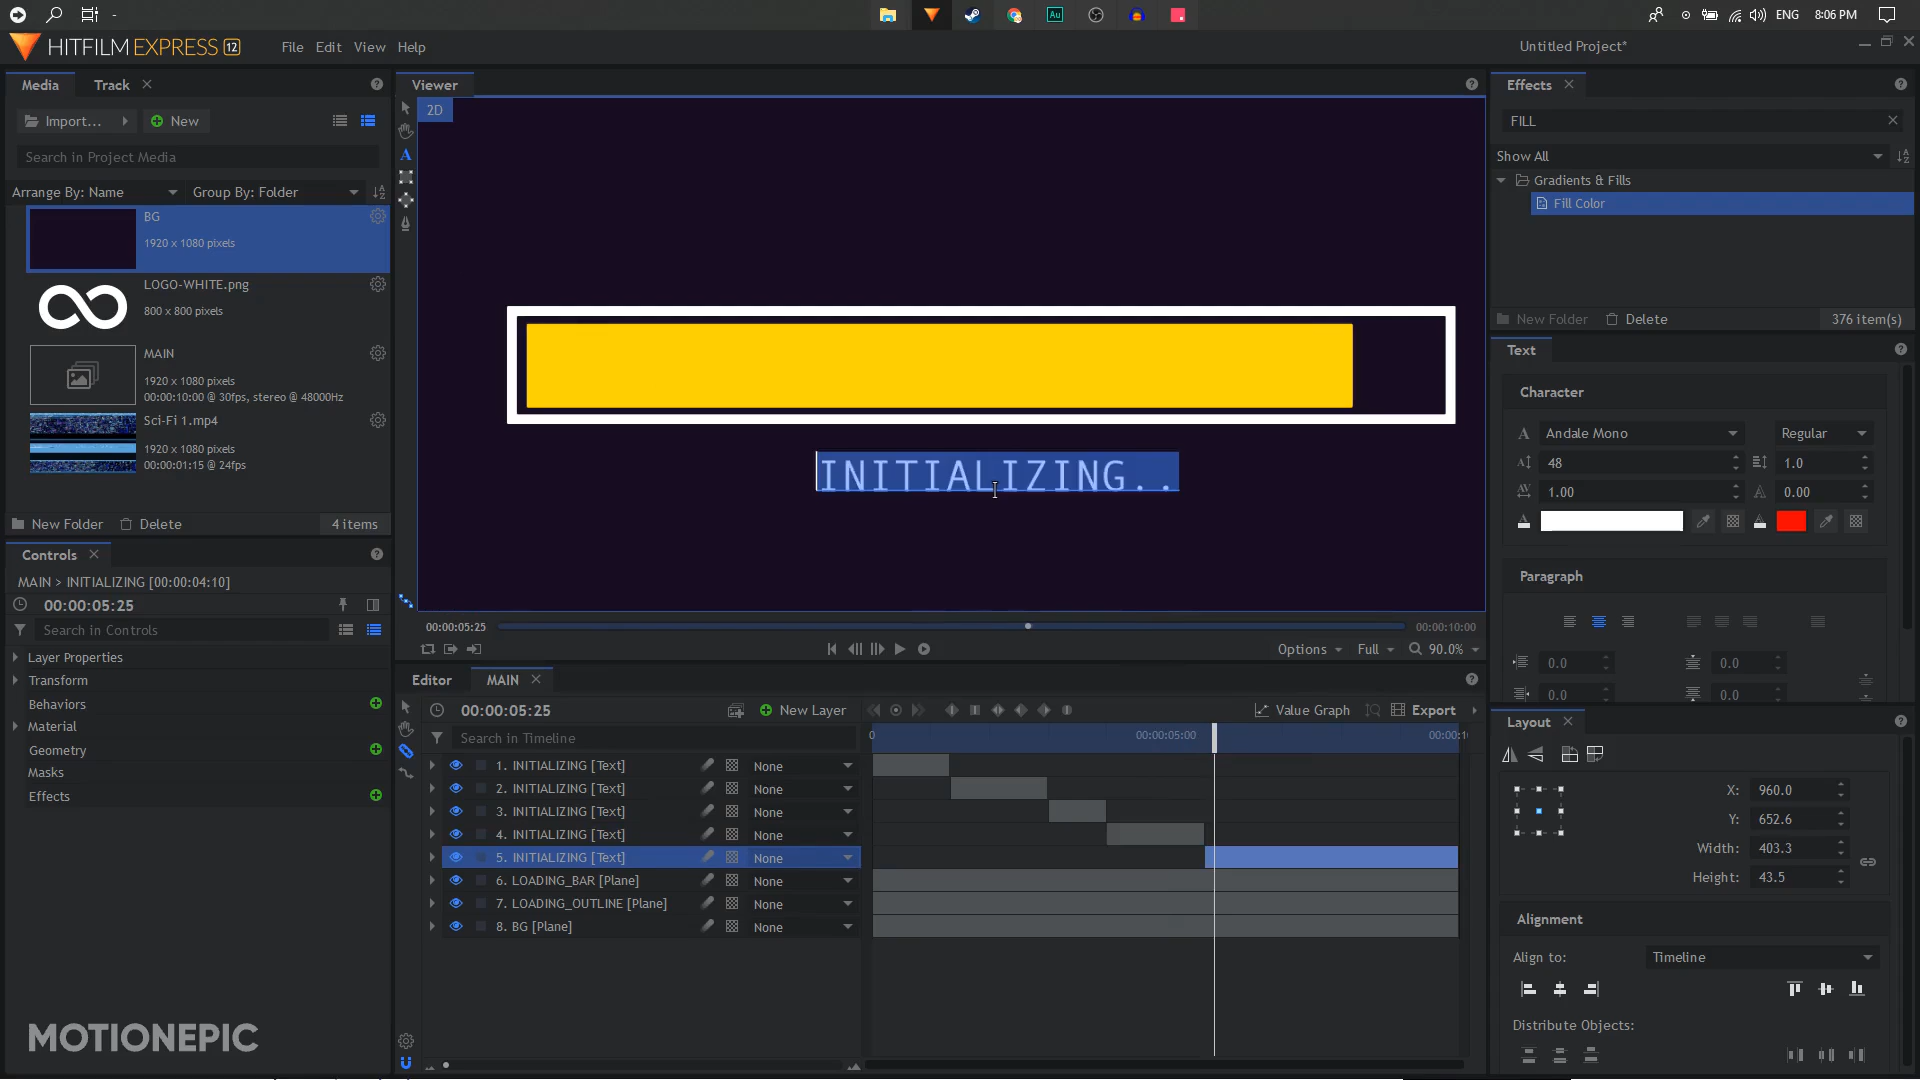 ENG
8:06 PM
Au
HITFILM EXPRESS 12
File Edit View Help
Untitled Project*
Media
Track
Import...
New
Search in Project Media
Arrange By: Name
Group By: Folder
BG
1920 x 1080 pixels
LOGO-WHITE.png
800 x 800 pixels
MAIN
1920 x 1080 pixels
00:00:10:00 @ 30fps, stereo @ 48000Hz
Sci-Fi 1.mp4
1920 x 1080 pixels
00:00:01:15 @ 24fps
New Folder
Delete
4 items
Controls
MAIN > INITIALIZING [00:00:04:10]
00:00:05:25
Search in Controls
Layer Properties
Transform
Behaviors
Material
Geometry
Masks
Effects
MOTIONEPIC
Viewer
2D
INITIALIZING..
00:00:05:25
00:00:10:00
Options
Full
90.0%
Editor
MAIN
00:00:05:25
New Layer
Value Graph
Export
Search in Timeline
0
00:00:05:00
00:00:10
1. INITIALIZING [Text]
None
2. INITIALIZING [Text]
None
3. INITIALIZING [Text]
None
4. INITIALIZING [Text]
None
5. INITIALIZING [Text]
None
6. LOADING_BAR [Plane]
None
7. LOADING_OUTLINE [Plane]
None
8. BG [Plane]
None
Effects
FILL
Show All
Gradients & Fills
Fill Color
New Folder
Delete
376 item(s)
Text
Character
Andale Mono
Regular
48
1.0
1.00
0.00
Paragraph
0.0
0.0
0.0
0.0
Layout
X: 960.0
Y: 652.6
Width: 403.3
Height: 43.5
Alignment
Align to:
Timeline
Distribute Objects: